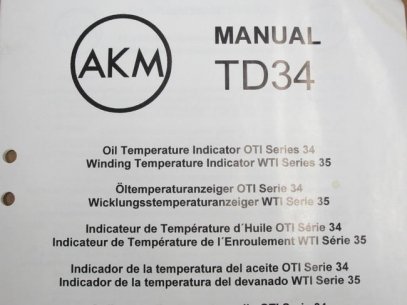 MANUAL
AKM
TD34
Oil Temperature Indicator OTI Series 34
Winding Temperature Indicator WTI Series 35
Öltemperaturanzeiger OTI Serie 34
Wicklungsstemperaturanzeiger WTI Serie 35
Indicateur de Température d´Huile OTI Série 34
Indicateur de Température de l´Enroulement WTI Série 35
Indicador de la temperatura del aceite OTI Serie 34
Indicador de la temperatura del devanado WTI Serie 35